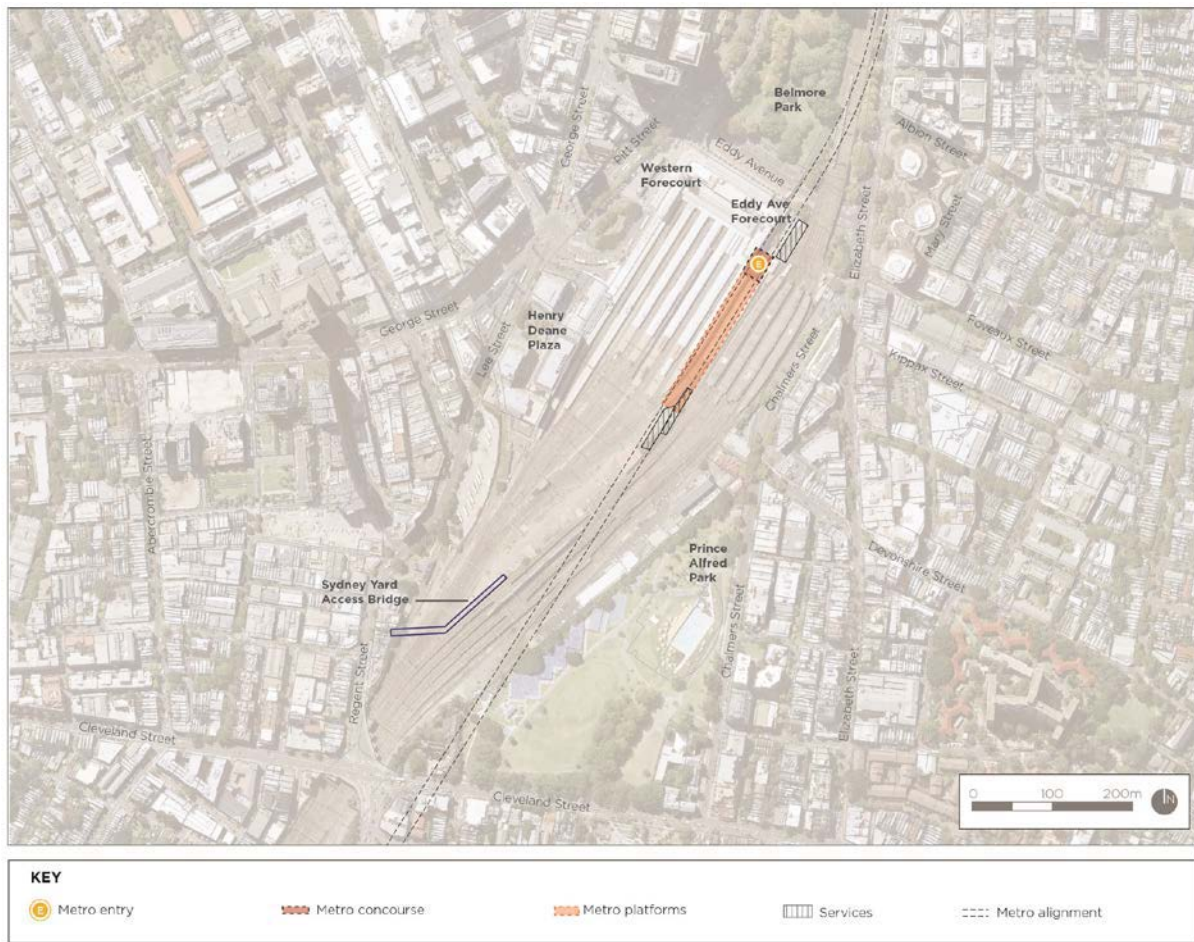 Belmore
Park
Albion Street
George Street
Pitt Street
Eddy Avenue
Western
Forecourt
Eddy Ave
Forecourt
Elizabeth Street
Mary Street
E
Henry
Deane
Plaza
George Street
Lee Street
Chalmers Street
Foveaux Street
Kippax Street
Abercrombie Street
Prince
Alfred
Park
Devonshire Street
Sydney Yard
Access Bridge
Regent Street
Chalmers Street
Elizabeth Street
Cleveland Street
Cleveland Street
0 100 200m
N
KEY
E Metro entry
Metro concourse
Metro platforms
Services
Metro alignment